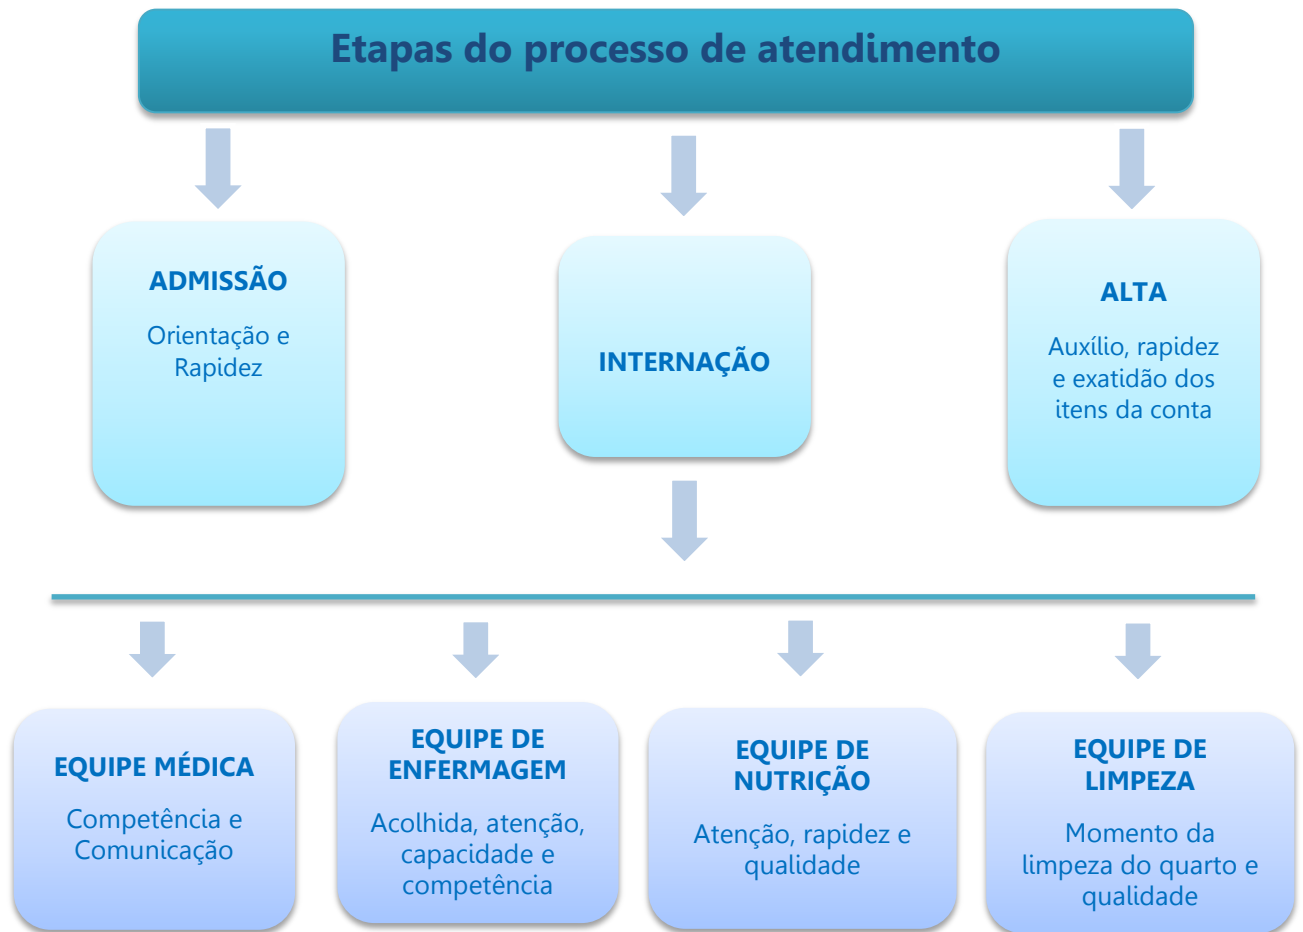 Etapas do processo de atendimento
ADMISSÃO
Orientação e
Rapidez
INTERNAÇÃO
ALTA
Auxílio, rapidez
e exatidão dos
itens da conta
EQUIPE MÉDICA
Competência e
Comunicação
EQUIPE DE
ENFERMAGEM
Acolhida, atenção,
capacidade e
competência
EQUIPE DE
NUTRIÇÃO
Atenção, rapidez e
qualidade
EQUIPE DE
LIMPEZA
Momento da
limpeza do quarto e
qualidade